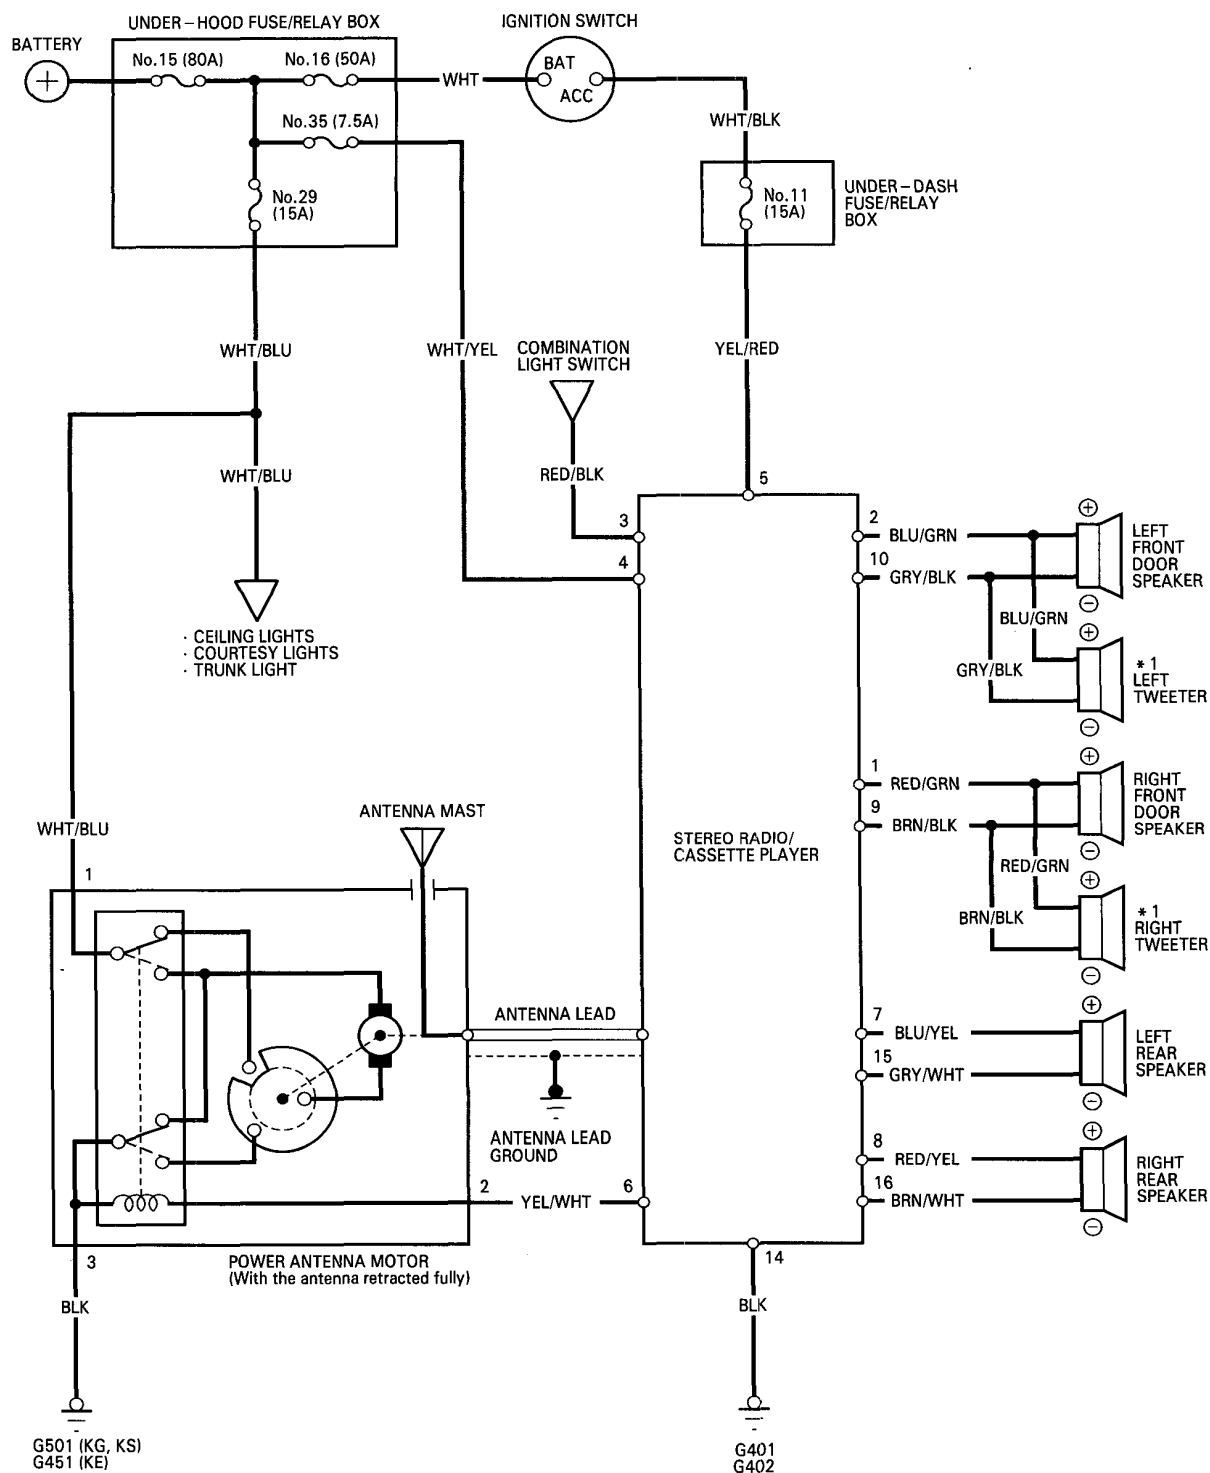 UNDER-HOOD FUSE/RELAY BOX
IGNITION SWITCH
BATTERY
+
No.15 (80A)
No.16 (50A)
WHT
BAT
ACC
No.35 (7.5A)
WHT/BLK
No.29
(15A)
No.11
(15A)
UNDER-DASH
FUSE/RELAY
BOX
WHT/BLU
WHT/YEL
COMBINATION
LIGHT SWITCH
YEL/RED
WHT/BLU
RED/BLK
5
3
4
2
BLU/GRN
10
GRY/BLK
+
LEFT
FRONT
DOOR
SPEAKER
-
BLU/GRN
GRY/BLK
+
*1
LEFT
TWEETER
-
· CEILING LIGHTS
· COURTESY LIGHTS
· TRUNK LIGHT
1
RED/GRN
9
BRN/BLK
+
RIGHT
FRONT
DOOR
SPEAKER
-
RED/GRN
BRN/BLK
+
*1
RIGHT
TWEETER
-
STEREO RADIO/
CASSETTE PLAYER
ANTENNA MAST
WHT/BLU
1
ANTENNA LEAD
ANTENNA LEAD
GROUND
7
BLU/YEL
15
GRY/WHT
+
LEFT
REAR
SPEAKER
-
8
RED/YEL
16
BRN/WHT
+
RIGHT
REAR
SPEAKER
-
2
YEL/WHT
6
3
POWER ANTENNA MOTOR
(With the antenna retracted fully)
14
BLK
BLK
G501 (KG, KS)
G451 (KE)
G401
G402